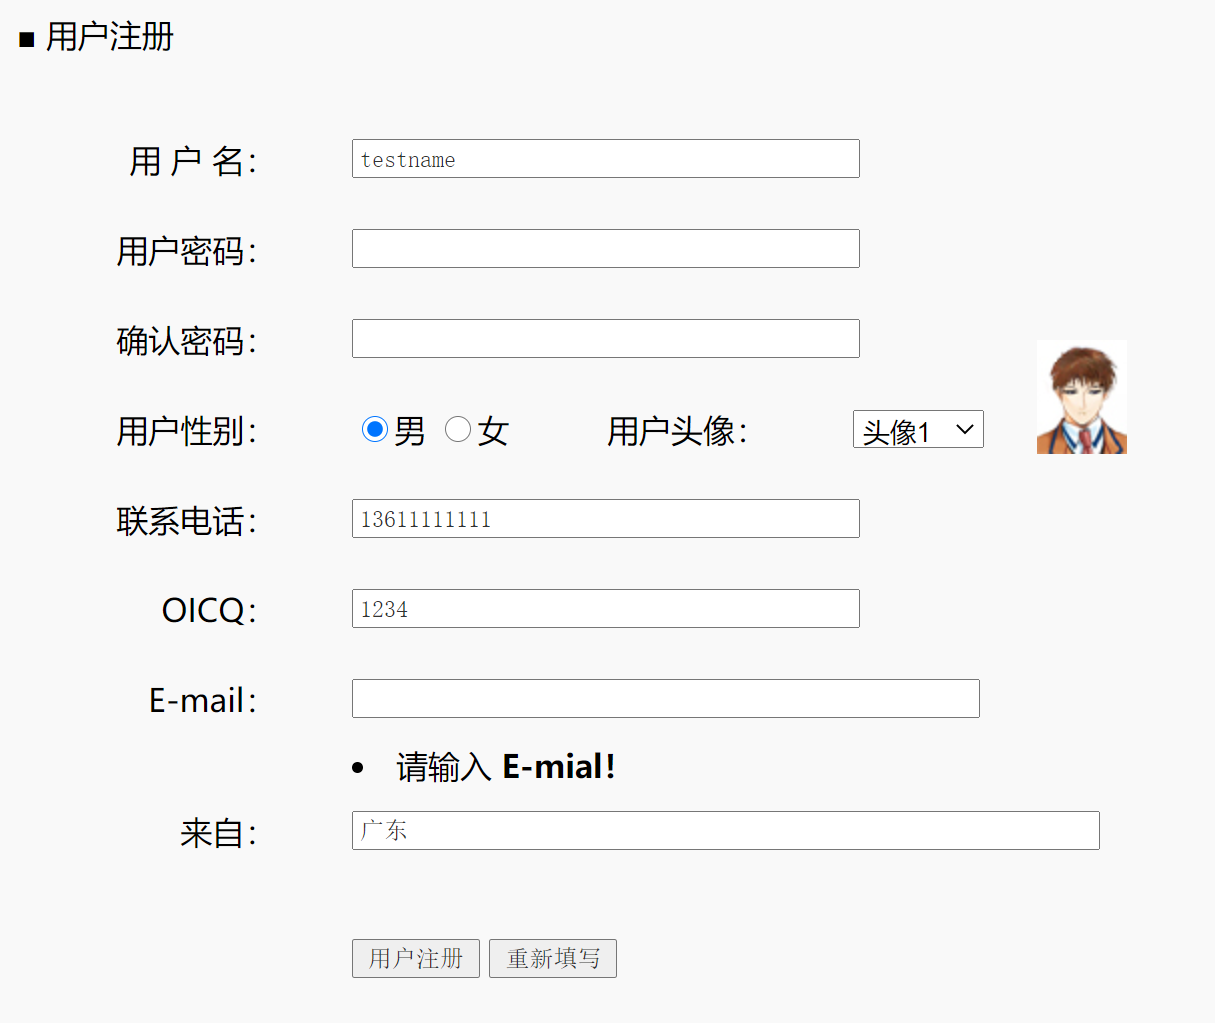 ■ 用户注册
用 户 名： testname
用户密码：
确认密码：
用户性别： 男 女 用户头像： 头像1
联系电话： 13611111111
OICQ： 1234
E-mail：
• 请输入 E-mial！
来自： 广东
用户注册 重新填写